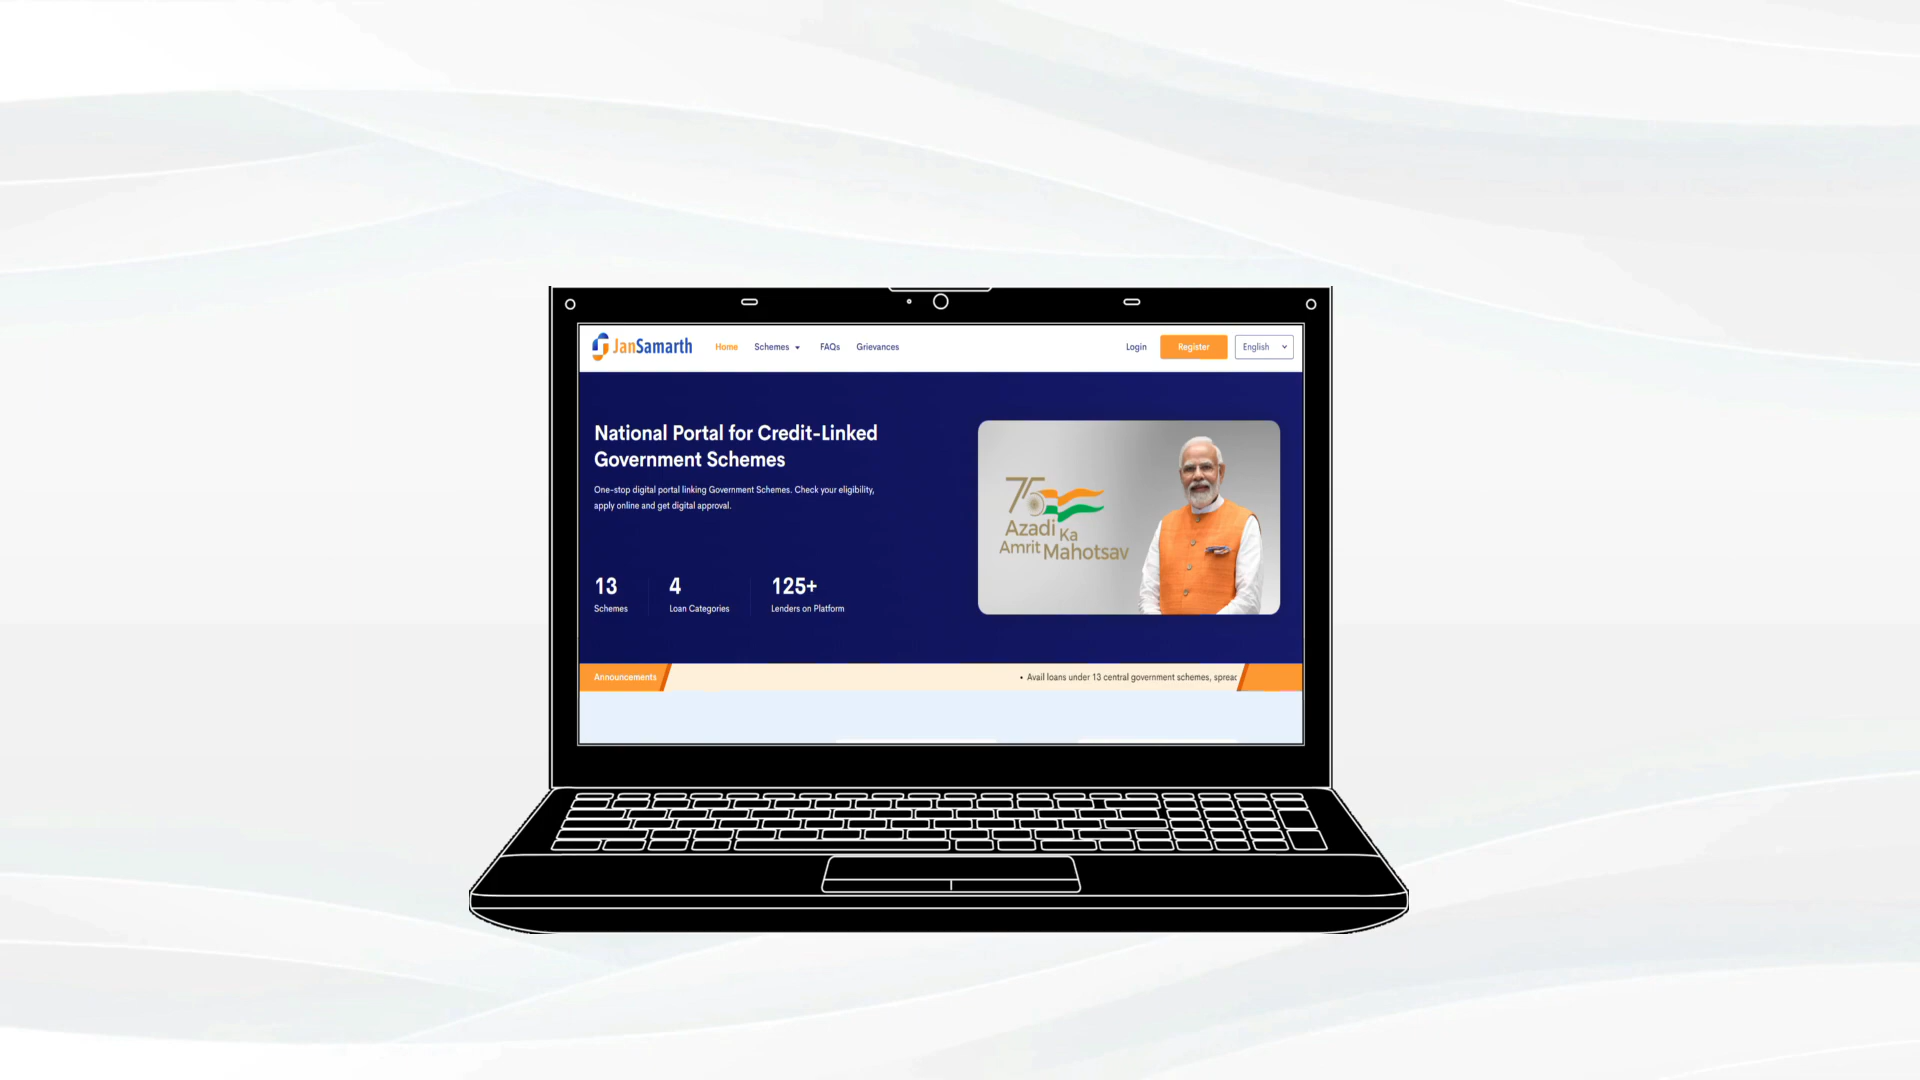 JanSamarth
Home
Schemes
FAQs
Grievances
Login
Register
English
National Portal for Credit-Linked
Government Schemes
One-stop digital portal linking Government Schemes. Check your eligibility,
apply online and get digital approval.
13
Schemes
4
Loan Categories
125+
Lenders on Platform
75
Azadi Ka
Amrit Mahotsav
Announcements
• Avail loans under 13 central government schemes, spread